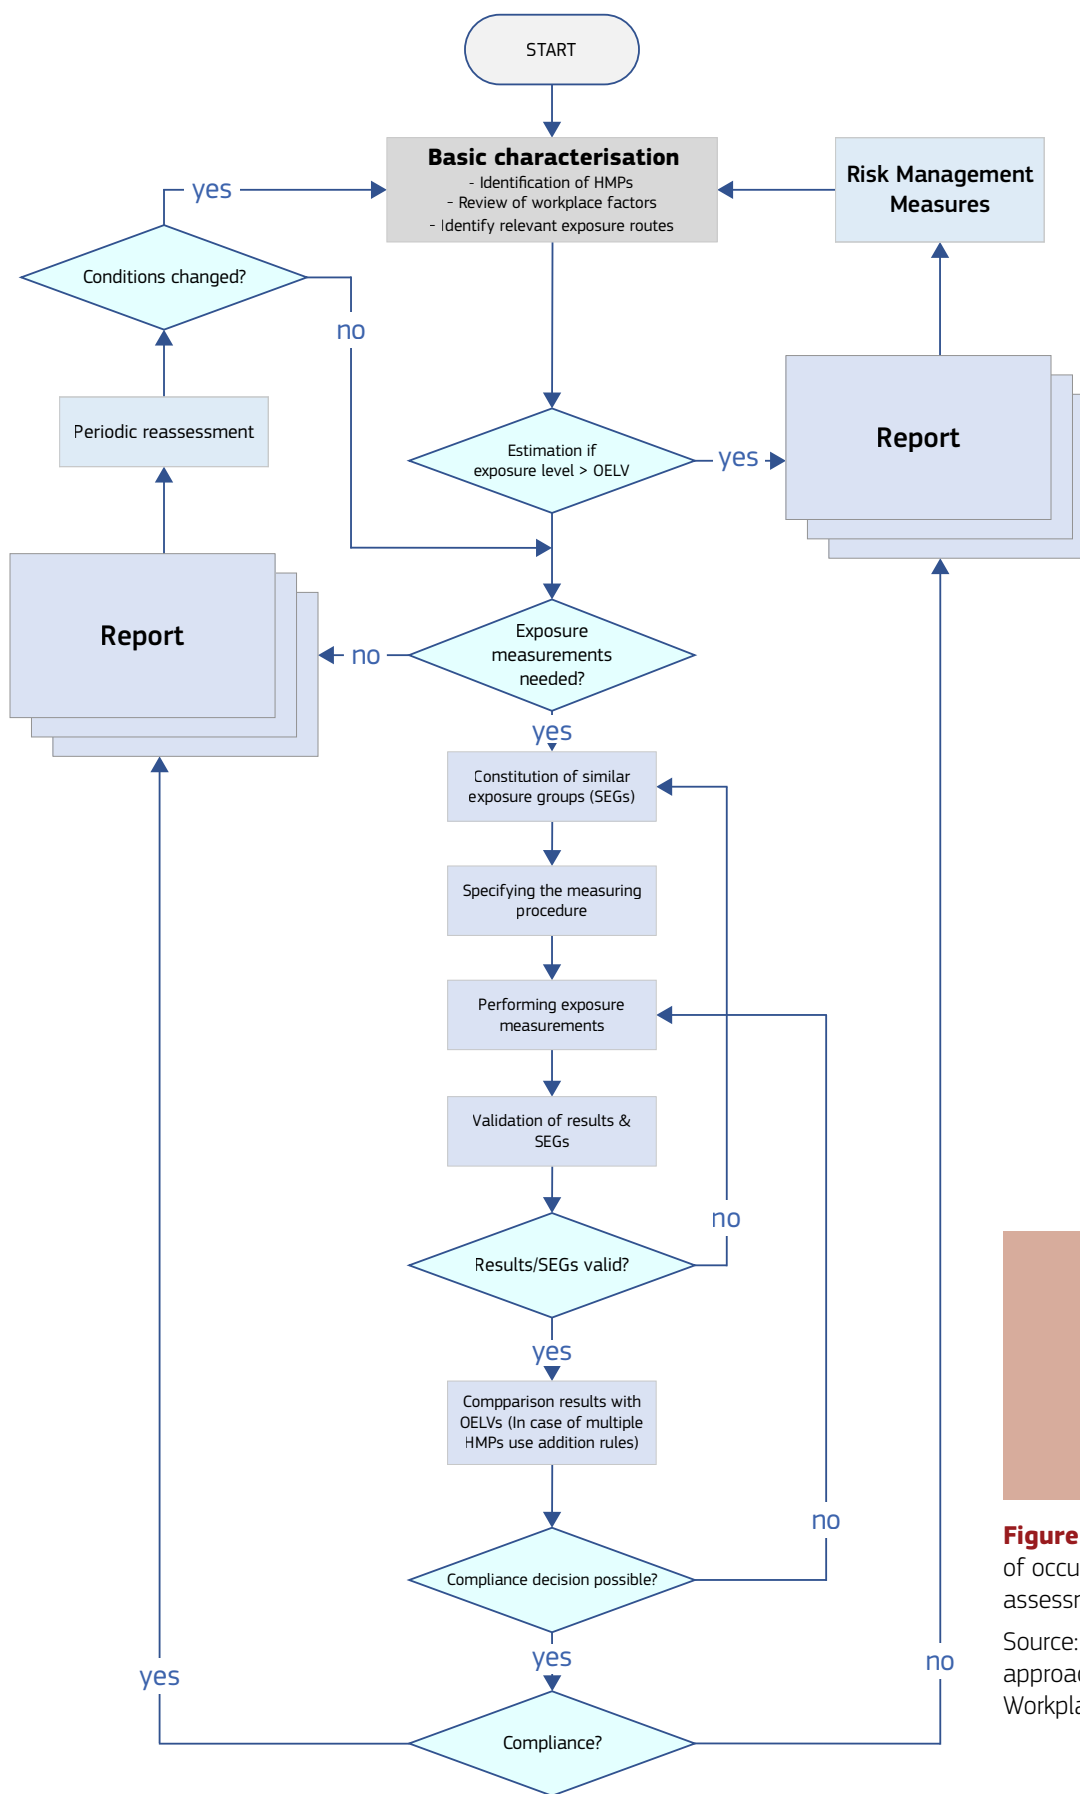 START
Basic characterisation
- Identification of HMPs
- Review of workplace factors
- Identify relevant exposure routes
Risk Management
Measures
yes
Conditions changed?
no
Periodic reassessment
Estimation if
exposure level > OELV
yes
Report
Report
no
Exposure
measurements
needed?
yes
Constitution of similar
exposure groups (SEGs)
Specifying the measuring
procedure
Performing exposure
measurements
Validation of results &
SEGs
no
Results/SEGs valid?
yes
Compparison results with
OELVs (In case of multiple
HMPs use addition rules)
no
Compliance decision possible?
yes
yes
no
Compliance?
Figure
of occu
assessm
Source:
approac
Workpla